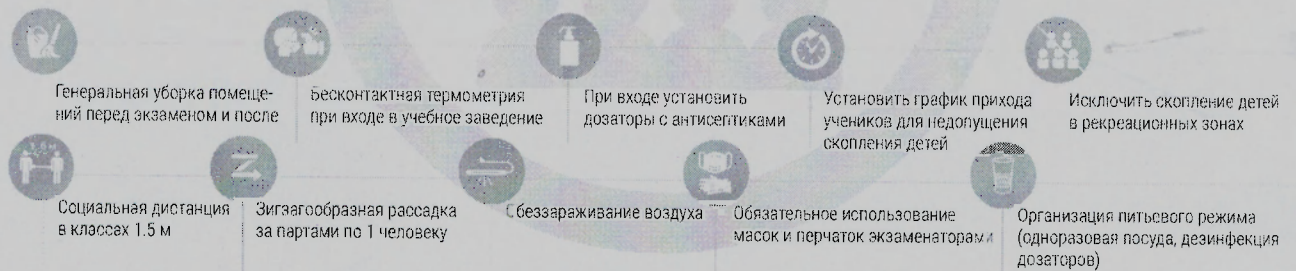 Генеральная уборка помеще-
ний перед экзаменом и после
Бесконтактная термометрия
при входе в учебное заведение
При входе установить
дозаторы с антисептиками
Установить график прихода
учеников для недопущения
скопления детей
Исключить скопление детей
в рекреационных зонах
Социальная дистанция
в классах 1.5 м
Зигзагообразная рассадка
за партами по 1 человеку
Обеззараживание воздуха
Обязательное использование
масок и перчаток экзаменаторами
Организация питьевого режима
(одноразовая посуда, дезинфекция
дозаторов)